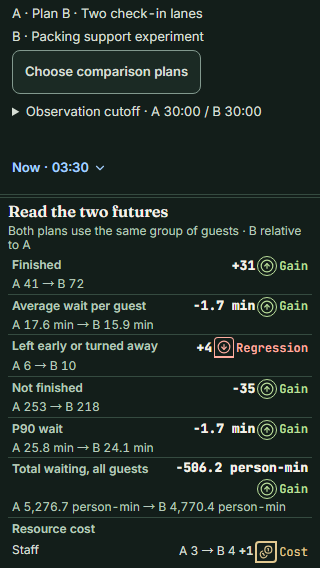 A · Plan B · Two check-in lanes
B · Packing support experiment
Choose comparison plans
▶ Observation cutoff · A 30:00 / B 30:00
Now · 03:30
Read the two futures
Both plans use the same group of guests · B relative
to A
Finished +31 Gain
A 41 → B 72
Average wait per guest -1.7 min Gain
A 17.6 min → B 15.9 min
Left early or turned away +4 Regression
A 6 → B 10
Not finished -35 Gain
A 253 → B 218
P90 wait -1.7 min Gain
A 25.8 min → B 24.1 min
Total waiting, all guests -506.2 person-min
Gain
A 5,276.7 person-min → B 4,770.4 person-min
Resource cost
Staff A 3 → B 4 +1 Cost